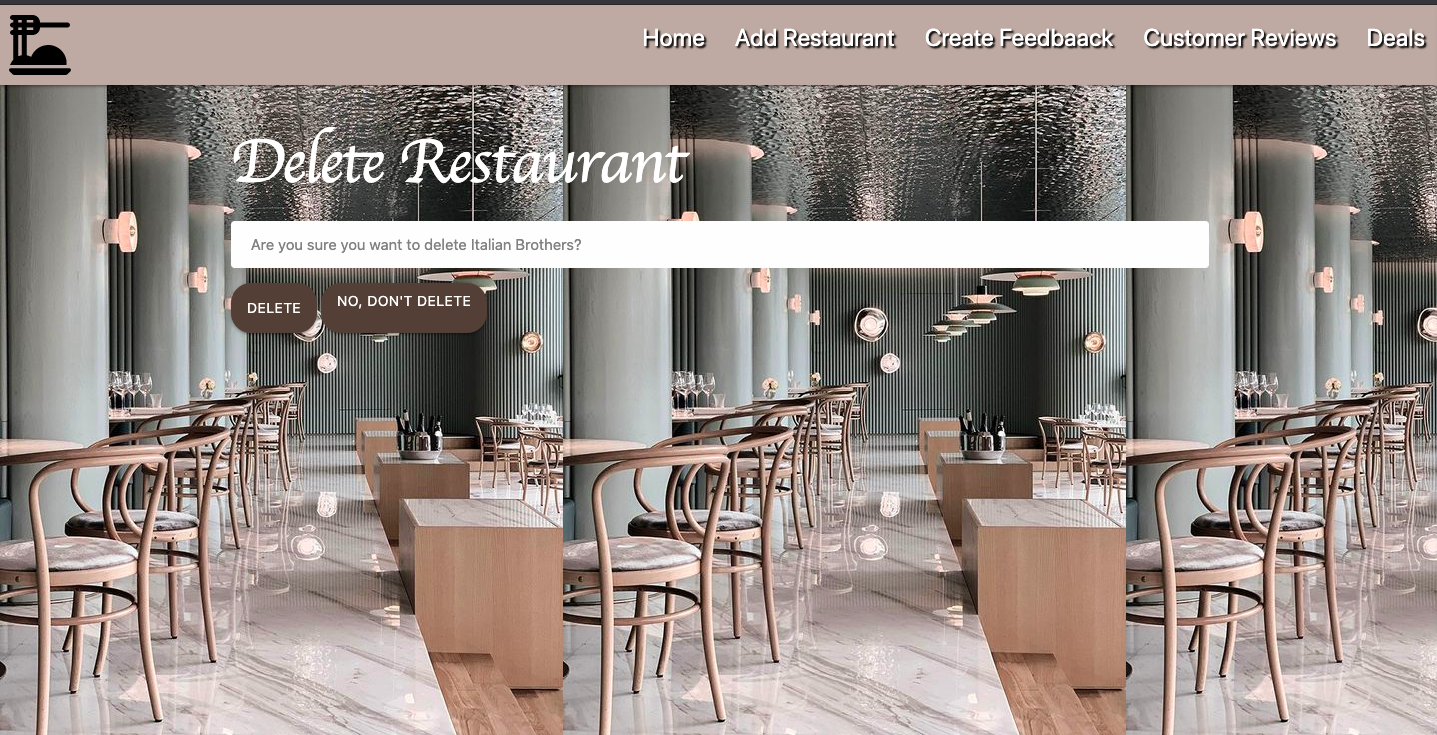 Home Add Restaurant Create Feedbaack Customer Reviews Deals
Delete Restaurant
Are you sure you want to delete Italian Brothers?
DELETE NO, DON'T DELETE